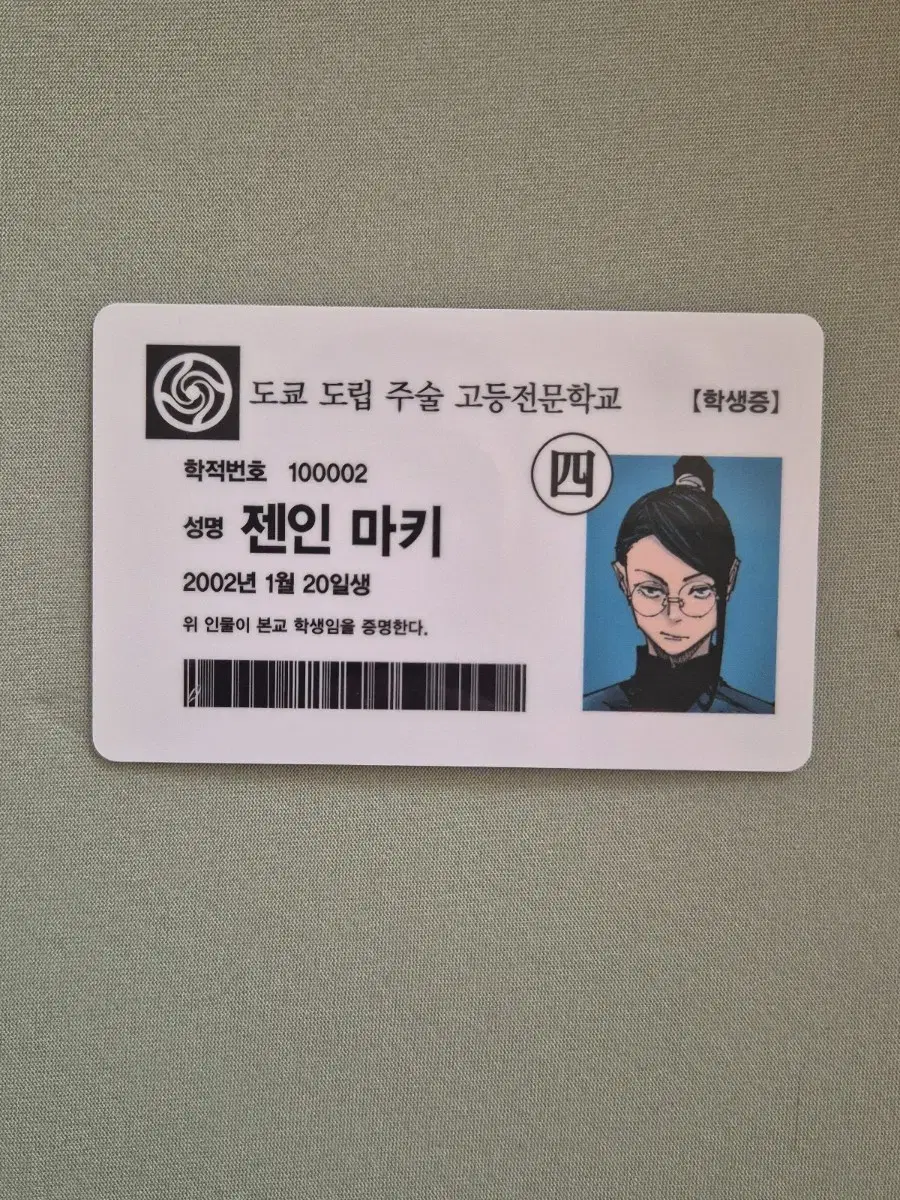 도쿄 도립 주술 고등전문학교 【학생증】
학적번호 100002
四
성명 젠인 마키
2002년 1월 20일생
위 인물이 본교 학생임을 증명한다.